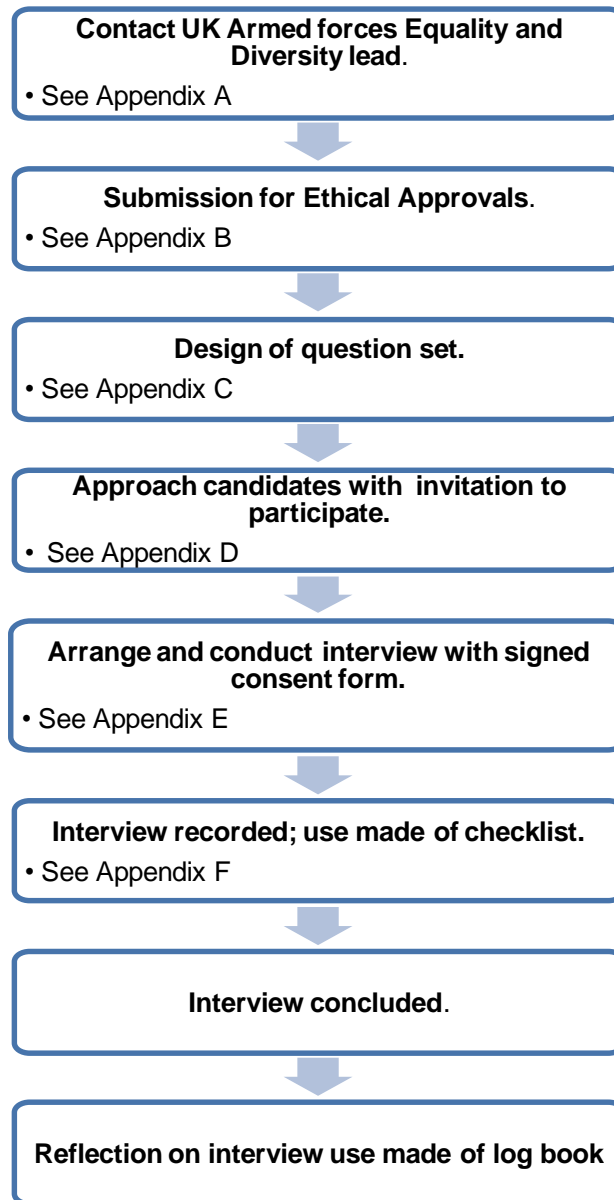 Contact UK Armed forces Equality and
Diversity lead.
• See Appendix A
Submission for Ethical Approvals.
• See Appendix B
Design of question set.
• See Appendix C
Approach candidates with invitation to
participate.
• See Appendix D
Arrange and conduct interview with signed
consent form.
• See Appendix E
Interview recorded; use made of checklist.
• See Appendix F
Interview concluded.
Reflection on interview use made of log book